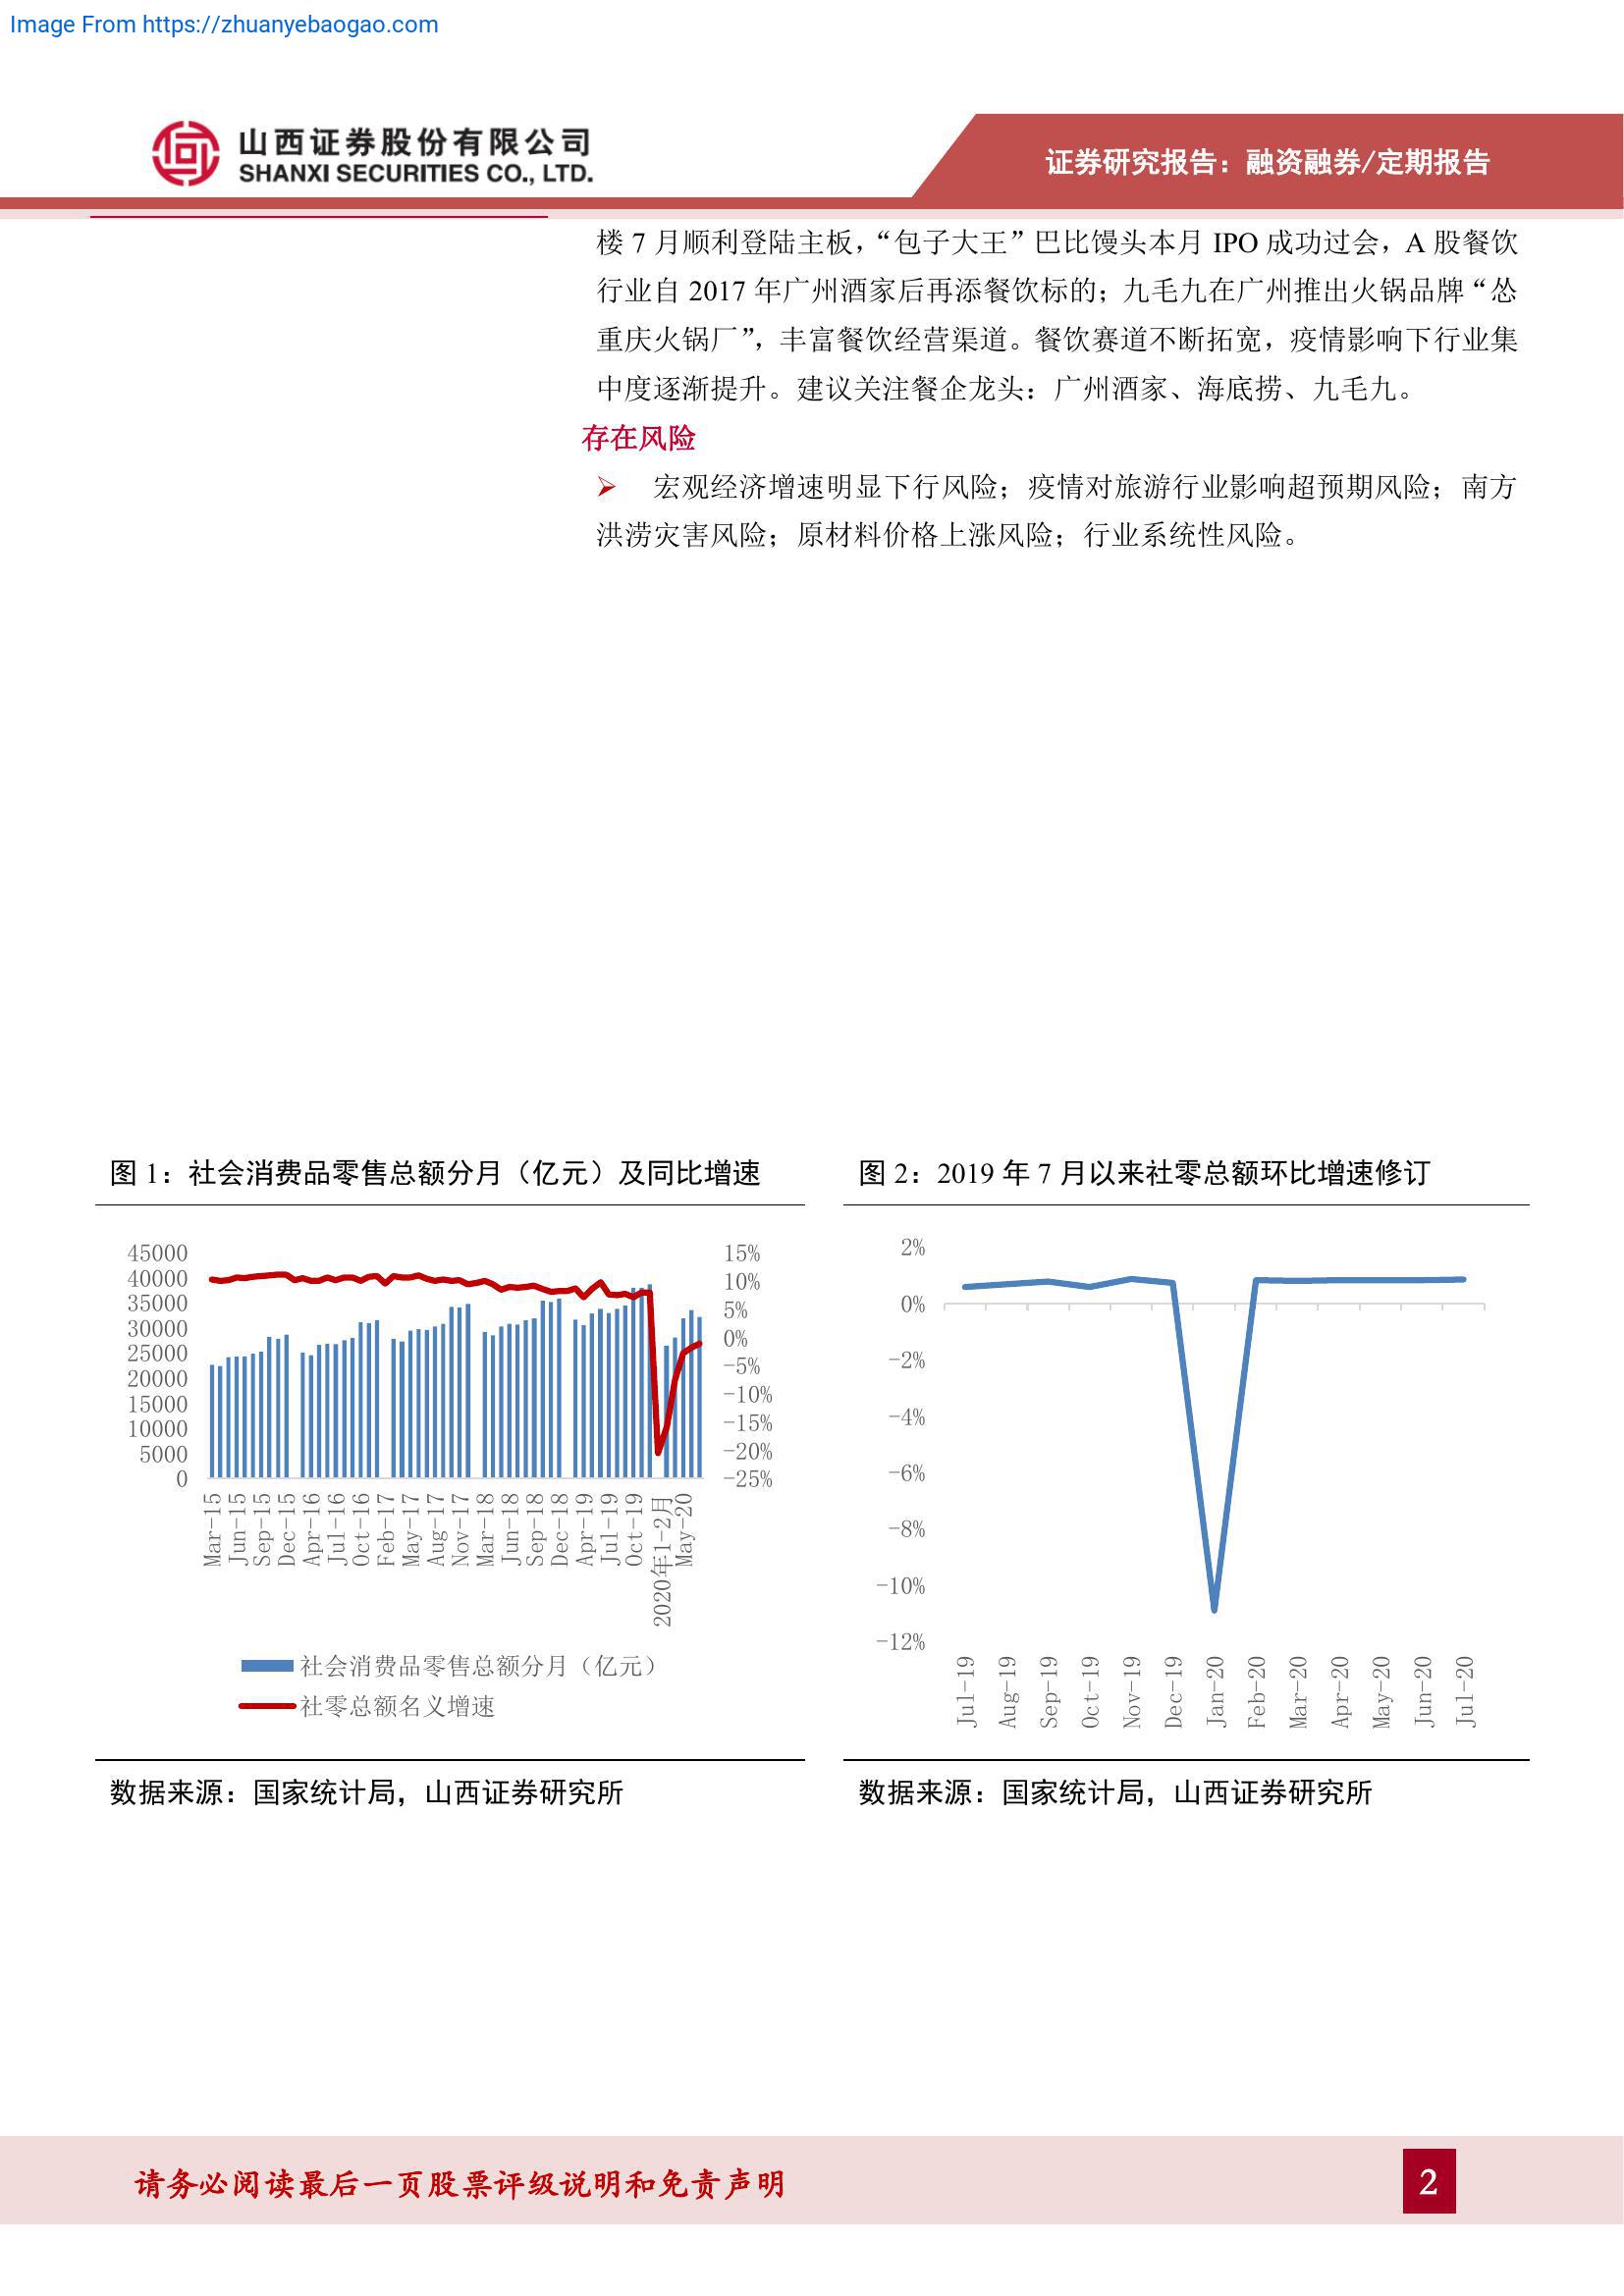 Image From https://zhuanyebaogao.com
山西证券股份有限公司
SHANXI SECURITIES CO., LTD.
证券研究报告：融资融券/定期报告
楼 7 月顺利登陆主板，“包子大王”巴比馒头本月 IPO 成功过会，A 股餐饮
行业自 2017 年广州酒家后再添餐饮标的；九毛九在广州推出火锅品牌“怂
重庆火锅厂”，丰富餐饮经营渠道。餐饮赛道不断拓宽，疫情影响下行业集
中度逐渐提升。建议关注餐企龙头：广州酒家、海底捞、九毛九。
存在风险
➢ 宏观经济增速明显下行风险；疫情对旅游行业影响超预期风险；南方
洪涝灾害风险；原材料价格上涨风险；行业系统性风险。
图 1：社会消费品零售总额分月（亿元）及同比增速
45000
40000
35000
30000
25000
20000
15000
10000
5000
0
15%
10%
5%
0%
-5%
-10%
-15%
-20%
-25%
Mar-15
Jun-15
Sep-15
Dec-15
Apr-16
Jul-16
Oct-16
Feb-17
May-17
Aug-17
Nov-17
Mar-18
Jun-18
Sep-18
Dec-18
Apr-19
Jul-19
Oct-19
2020年1-2月
May-20
社会消费品零售总额分月（亿元）
社零总额名义增速
数据来源：国家统计局，山西证券研究所
图 2：2019 年 7 月以来社零总额环比增速修订
2%
0%
-2%
-4%
-6%
-8%
-10%
-12%
Jul-19
Aug-19
Sep-19
Oct-19
Nov-19
Dec-19
Jan-20
Feb-20
Mar-20
Apr-20
May-20
Jun-20
Jul-20
数据来源：国家统计局，山西证券研究所
请务必阅读最后一页股票评级说明和免责声明
2